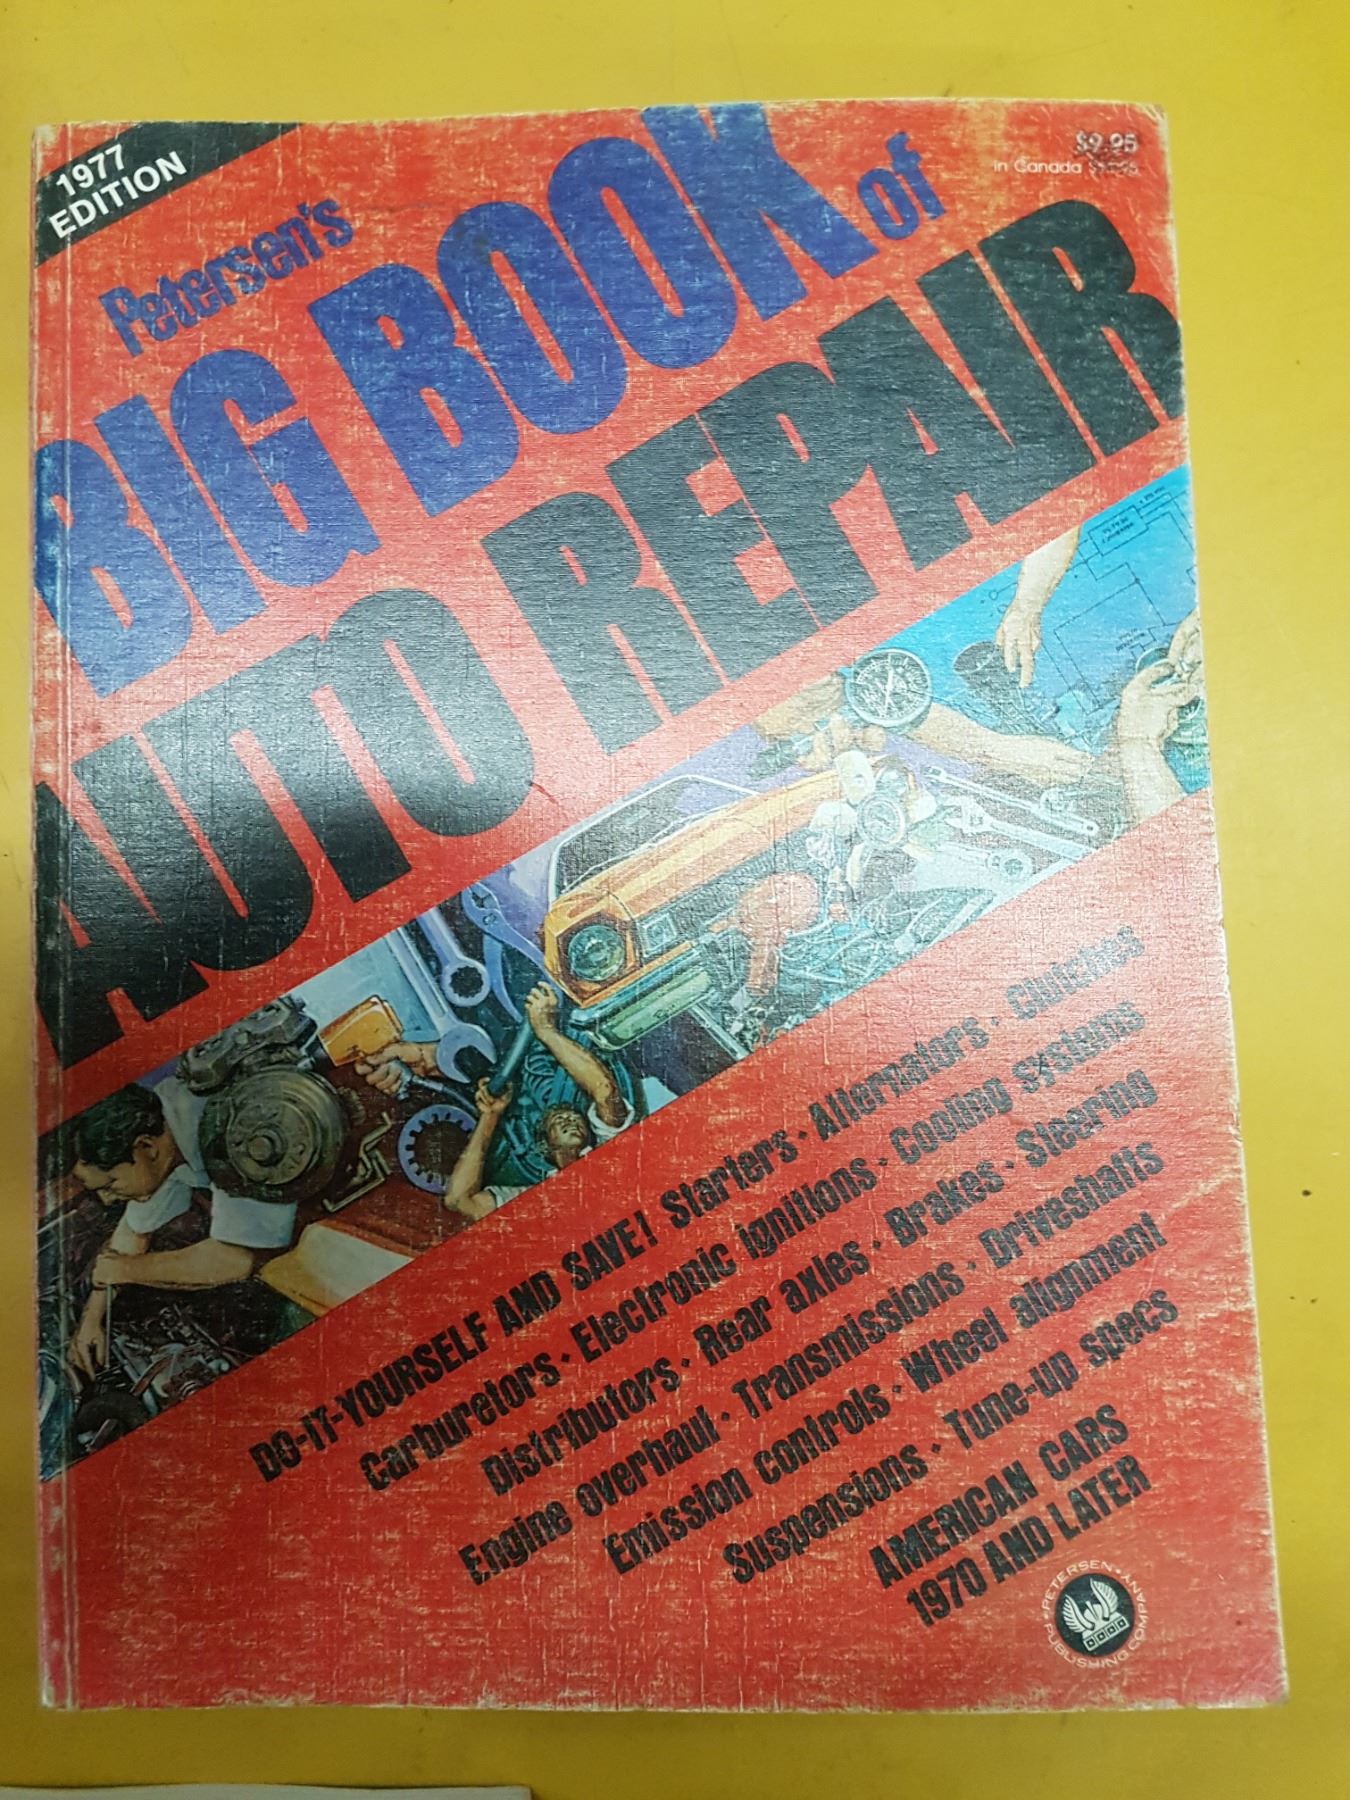 1977
EDITION
$9.95
in Canada
Petersen's
BIG BOOK of
AUTO REPAIR
DO-IT-YOURSELF AND SAVE! Starters · Alternators · Clutches
Carburetors · Electronic ignitions · Cooling systems
Distributors · Rear axles · Brakes · Steering
Engine overhaul · Transmissions · Driveshafts
Emission controls · Wheel alignment
Suspensions · Tune-up specs
AMERICAN CARS
1970 AND LATER
PETERSEN · PUBLISHING COMPANY ·